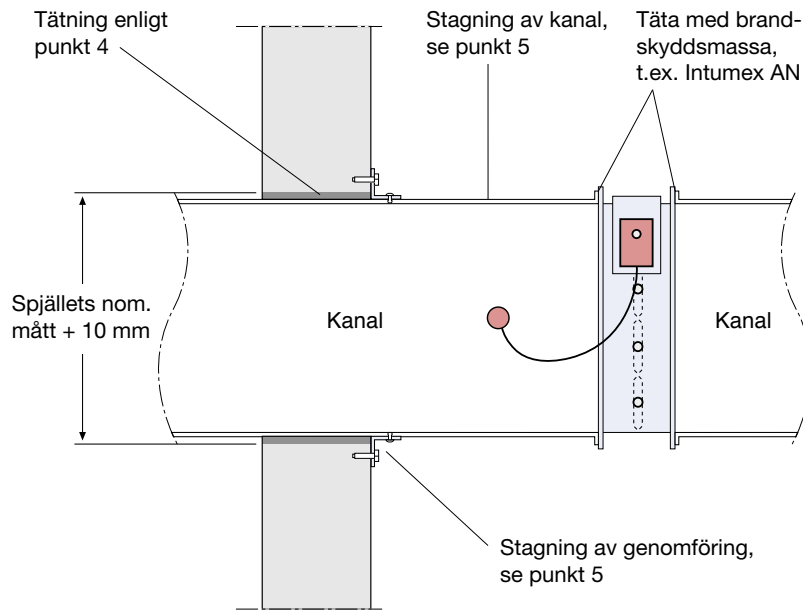 Tätning enligt
punkt 4
Stagning av kanal,
se punkt 5
Täta med brand-
skyddsmassa,
t.ex. Intumex AN
Spjällets nom.
mått + 10 mm
Kanal
Kanal
Stagning av genomföring,
se punkt 5